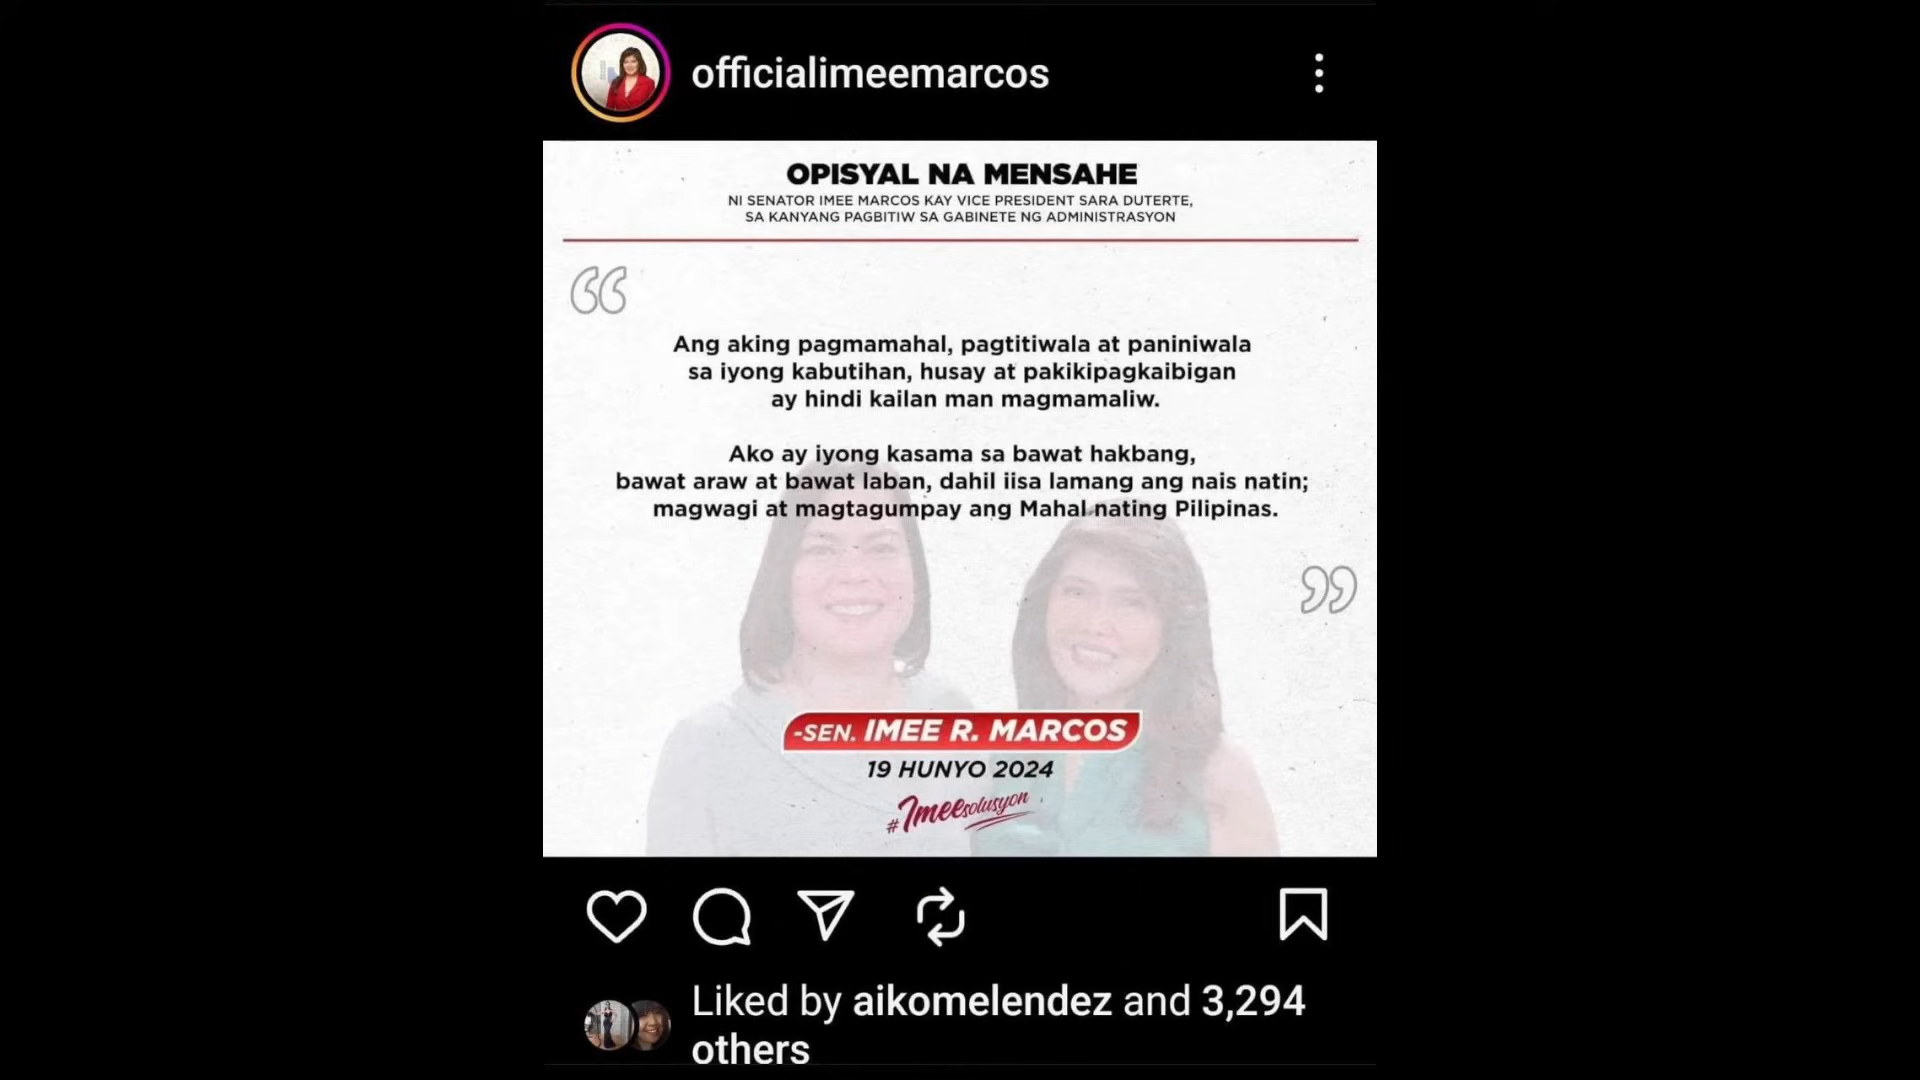 officialimeemarcos
OPISYAL NA MENSAHE
NI SENATOR IMEE MARCOS KAY VICE PRESIDENT SARA DUTERTE,
SA KANYANG PAGBITIW SA GABINETE NG ADMINISTRASYON
“
Ang aking pagmamahal, pagtitiwala at paniniwala
sa iyong kabutihan, husay at pakikipagkaibigan
ay hindi kailan man magmamaliw.
Ako ay iyong kasama sa bawat hakbang,
bawat araw at bawat laban, dahil iisa lamang ang nais natin;
magwagi at magtagumpay ang Mahal nating Pilipinas.
”
-SEN. IMEE R. MARCOS
19 HUNYO 2024
#Imeesolusyon
Liked by aikomelendez and 3,294
others